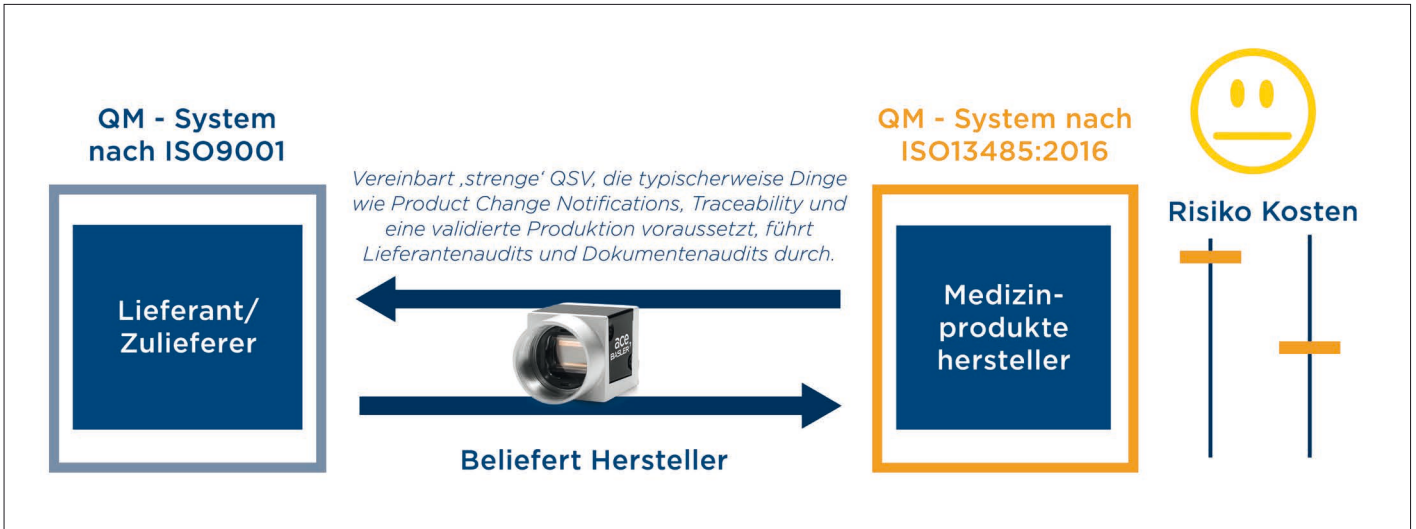 QM - System
nach ISO9001
Lieferant/
Zulieferer
Vereinbart ‚strenge‘ QSV, die typischerweise Dinge
wie Product Change Notifications, Traceability und
eine validierte Produktion voraussetzt, führt
Lieferantenaudits und Dokumentenaudits durch.
ace
BASLER
Beliefert Hersteller
QM - System nach
ISO13485:2016
Medizin-
produkte
hersteller
Risiko Kosten